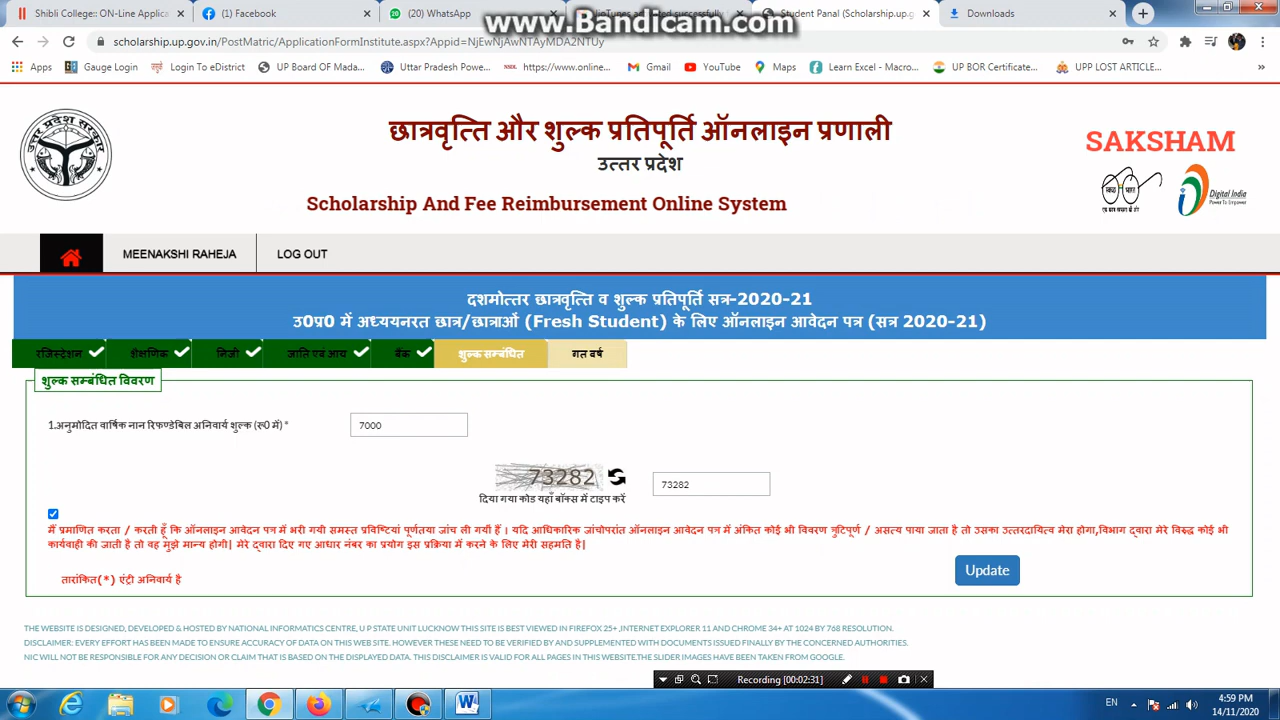 Shibli College: ON-Line Applic
(1) Facebook
(20) WhatsApp
Student Panel (Scholarship.up.g
Downloads
www.Bandicam.com
scholarship.up.gov.in/PostMatric/ApplicationFormInstitute.aspx?Appid=NjEwNjAwNTAyMDA2NTUy
Apps
Gauge Login
Login To eDistrict
UP Board OF Mada...
Uttar Pradesh Powe...
https://www.online...
Gmail
YouTube
Maps
Learn Excel - Macro...
UP BOR Certificate...
UPP LOST ARTICLE...
छात्रवृत्ति और शुल्क प्रतिपूर्ति ऑनलाइन प्रणाली
उत्तर प्रदेश
Scholarship And Fee Reimbursement Online System
SAKSHAM
Digital India
Power To Empower
MEENAKSHI RAHEJA
LOG OUT
दशमोत्तर छात्रवृत्ति व शुल्क प्रतिपूर्ति सत्र-2020-21
उ0प्र0 में अध्ययनरत छात्र/छात्राओं (Fresh Student) के लिए ऑनलाइन आवेदन पत्र (सत्र 2020-21)
रजिस्ट्रेशन
शैक्षणिक
निजी
जाति एवं आय
बैंक
शुल्क सम्बंधित
गत वर्ष
शुल्क सम्बंधित विवरण
1.अनुमोदित वार्षिक नान रिफण्डेबिल अनिवार्य शुल्क (रु0 में) *
7000
73282
73282
दिया गया कोड यहाँ बॉक्स में टाइप करें
मैं प्रमाणित करता / करती हूँ कि ऑनलाइन आवेदन पत्र में भरी गयी समस्त प्रविष्टियां पूर्णतया जांच ली गयीं हैं । यदि आधिकारिक जांचोपरांत ऑनलाइन आवेदन पत्र में अंकित कोई भी विवरण त्रुटिपूर्ण / असत्य पाया जाता है तो उसका उत्तरदायित्व मेरा होगा,विभाग द्वारा मेरे विरुद्ध कोई भी
कार्यवाही की जाती है तो वह मुझे मान्य होगी| मेरे द्वारा दिए गए आधार नंबर का प्रयोग इस प्रक्रिया में करने के लिए मेरी सहमति है|
Update
तारांकित(*) एंट्री अनिवार्य है
THE WEBSITE IS DESIGNED, DEVELOPED & HOSTED BY NATIONAL INFORMATICS CENTRE, U P STATE UNIT LUCKNOW THIS SITE IS BEST VIEWED IN FIREFOX 25+ ,INTERNET EXPLORER 11 AND CHROME 34+ AT 1024 BY 768 RESOLUTION.
DISCLAIMER: EVERY EFFORT HAS BEEN MADE TO ENSURE ACCURACY OF DATA ON THIS WEB SITE. HOWEVER THESE NEED TO BE VERIFIED BY AND SUPPLEMENTED WITH DOCUMENTS ISSUED FINALLY BY THE CONCERNED AUTHORITIES.
NIC WILL NOT BE RESPONSIBLE FOR ANY DECISION OR CLAIM THAT IS BASED ON THE DISPLAYED DATA. THIS DISCLAIMER IS VALID FOR ALL PAGES IN THIS WEBSITE.THE SLIDER IMAGES HAVE BEEN TAKEN FROM GOOGLE.
Recording [00:02:31]
EN
4:59 PM
14/11/2020